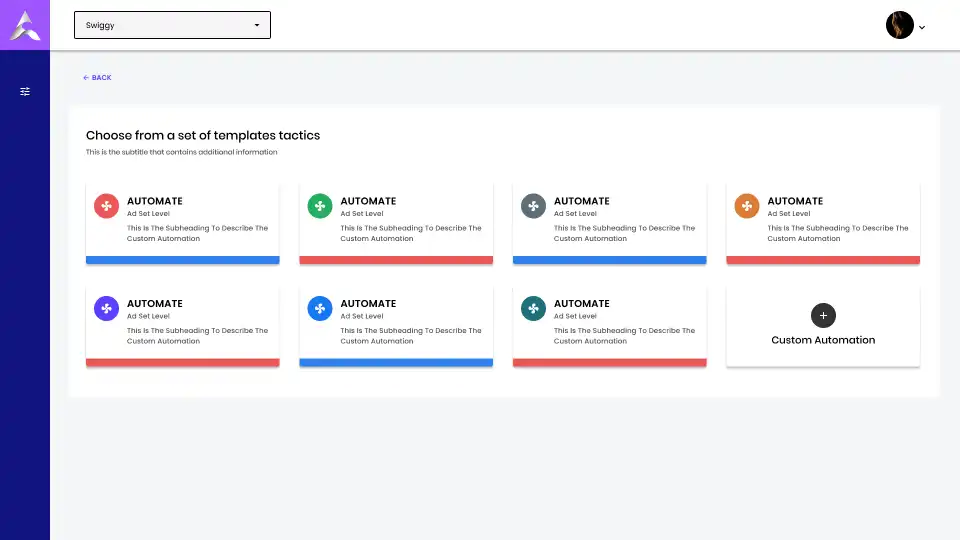 Swiggy
← BACK
Choose from a set of templates tactics
This is the subtitle that contains additional information
AUTOMATE
Ad Set Level
This Is The Subheading To Describe The
Custom Automation
AUTOMATE
Ad Set Level
This Is The Subheading To Describe The
Custom Automation
AUTOMATE
Ad Set Level
This Is The Subheading To Describe The
Custom Automation
AUTOMATE
Ad Set Level
This Is The Subheading To Describe The
Custom Automation
AUTOMATE
Ad Set Level
This Is The Subheading To Describe The
Custom Automation
AUTOMATE
Ad Set Level
This Is The Subheading To Describe The
Custom Automation
AUTOMATE
Ad Set Level
This Is The Subheading To Describe The
Custom Automation
+
Custom Automation